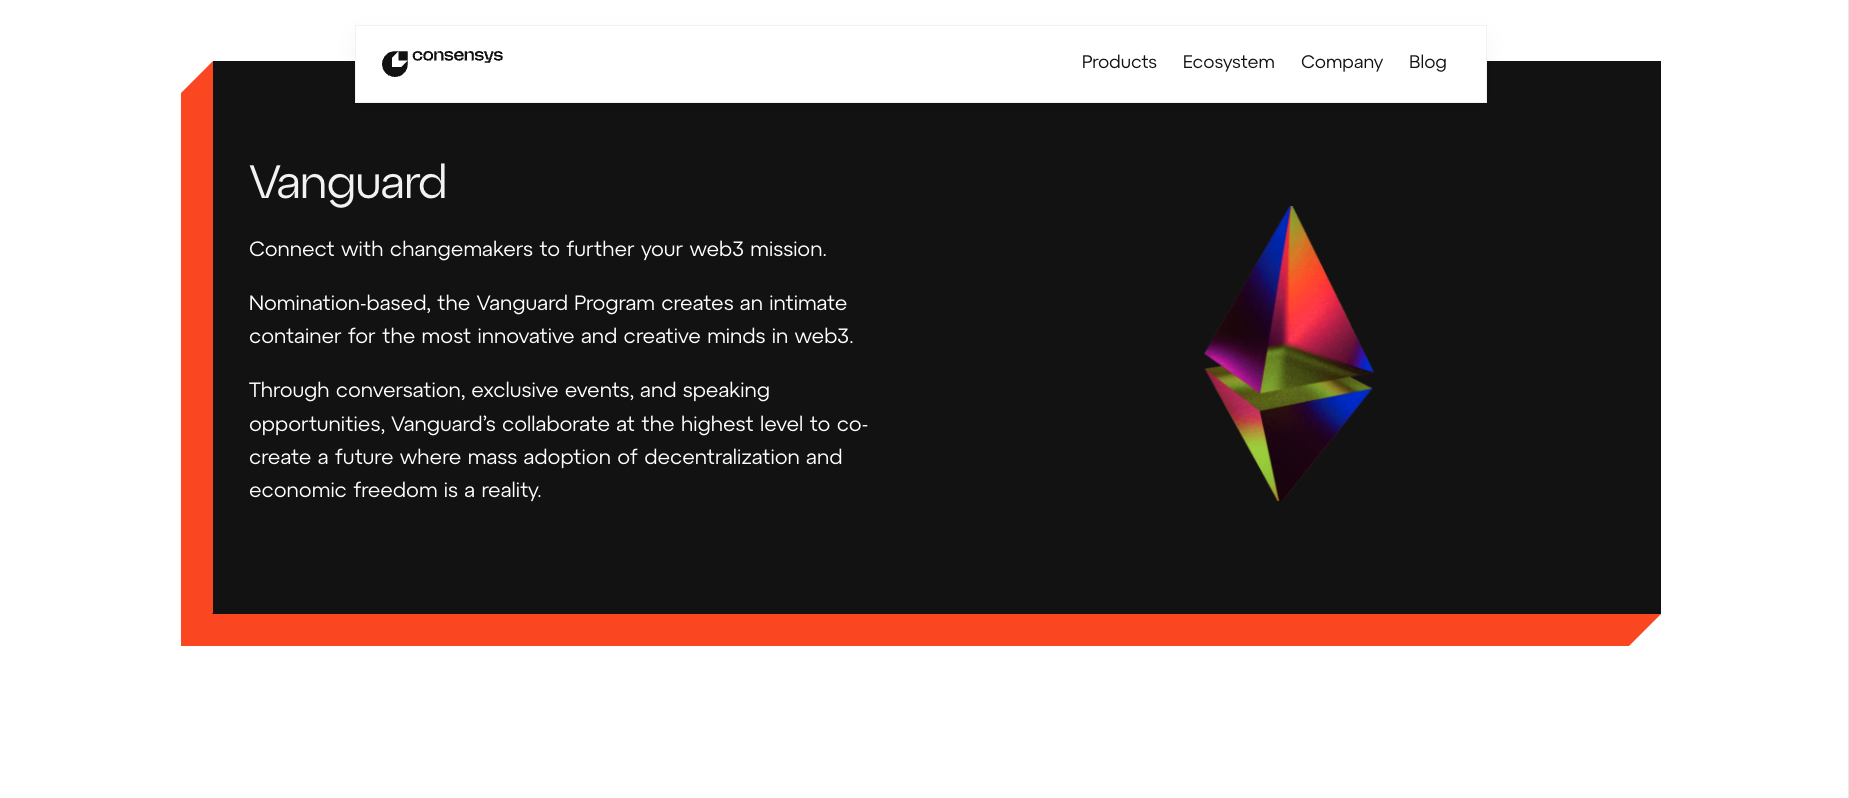 consensys
Products Ecosystem Company Blog
Vanguard
Connect with changemakers to further your web3 mission.
Nomination-based, the Vanguard Program creates an intimate
container for the most innovative and creative minds in web3.
Through conversation, exclusive events, and speaking
opportunities, Vanguard’s collaborate at the highest level to co-
create a future where mass adoption of decentralization and
economic freedom is a reality.